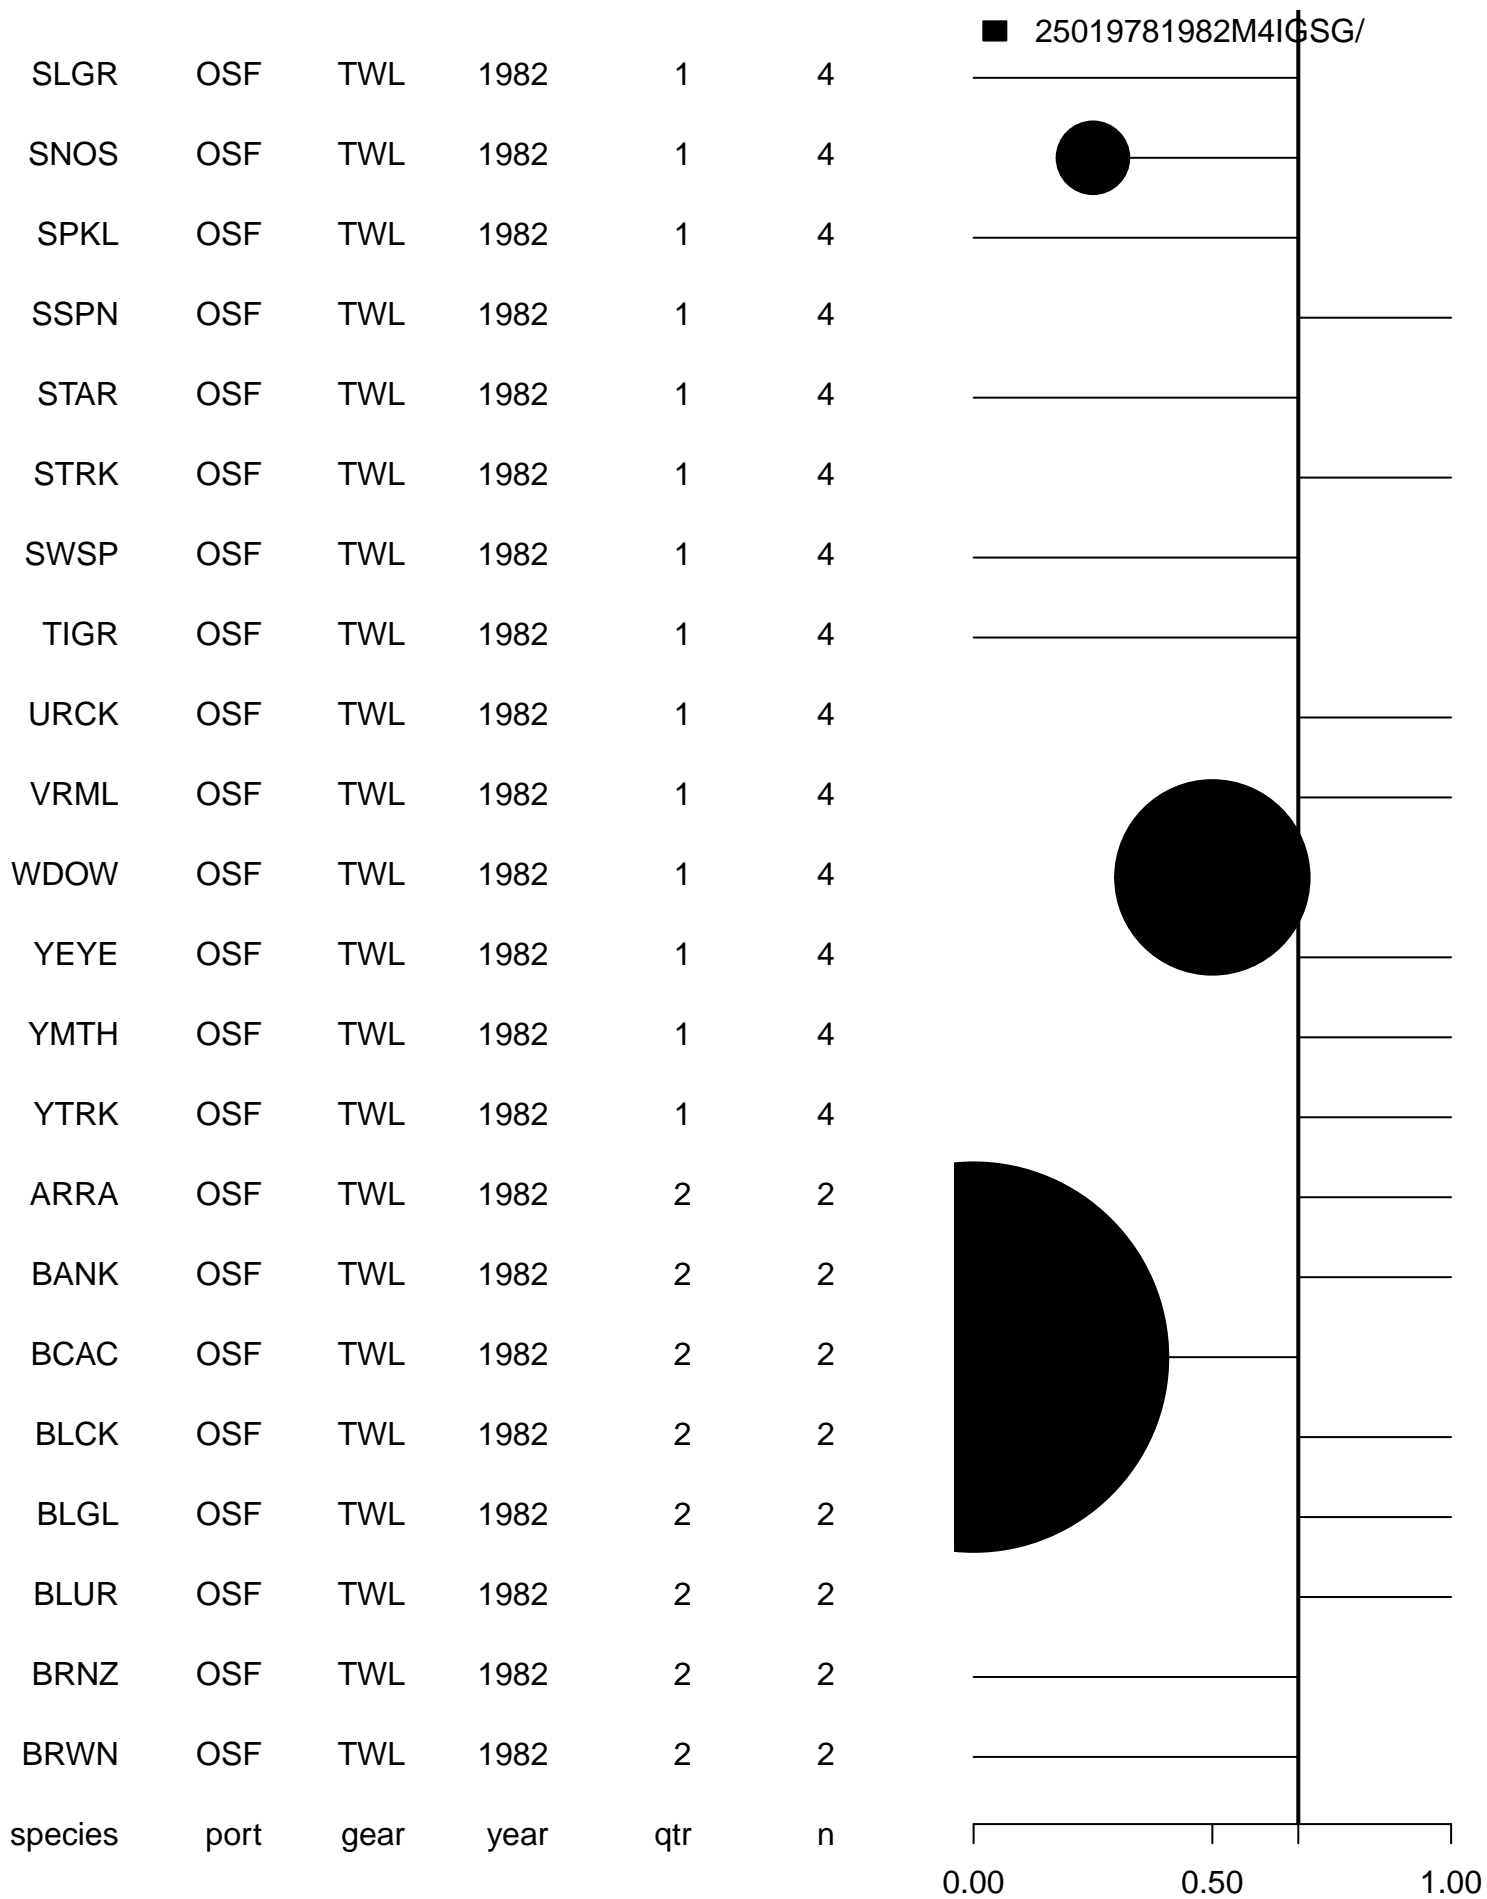 25019781982M4IGSG/
SLGR OSF TWL 1982 1 4
SNOS OSF TWL 1982 1 4
SPKL OSF TWL 1982 1 4
SSPN OSF TWL 1982 1 4
STAR OSF TWL 1982 1 4
STRK OSF TWL 1982 1 4
SWSP OSF TWL 1982 1 4
TIGR OSF TWL 1982 1 4
URCK OSF TWL 1982 1 4
VRML OSF TWL 1982 1 4
WDOW OSF TWL 1982 1 4
YEYE OSF TWL 1982 1 4
YMTH OSF TWL 1982 1 4
YTRK OSF TWL 1982 1 4
ARRA OSF TWL 1982 2 2
BANK OSF TWL 1982 2 2
BCAC OSF TWL 1982 2 2
BLCK OSF TWL 1982 2 2
BLGL OSF TWL 1982 2 2
BLUR OSF TWL 1982 2 2
BRNZ OSF TWL 1982 2 2
BRWN OSF TWL 1982 2 2
species port gear year qtr n
0.00 0.50 1.00